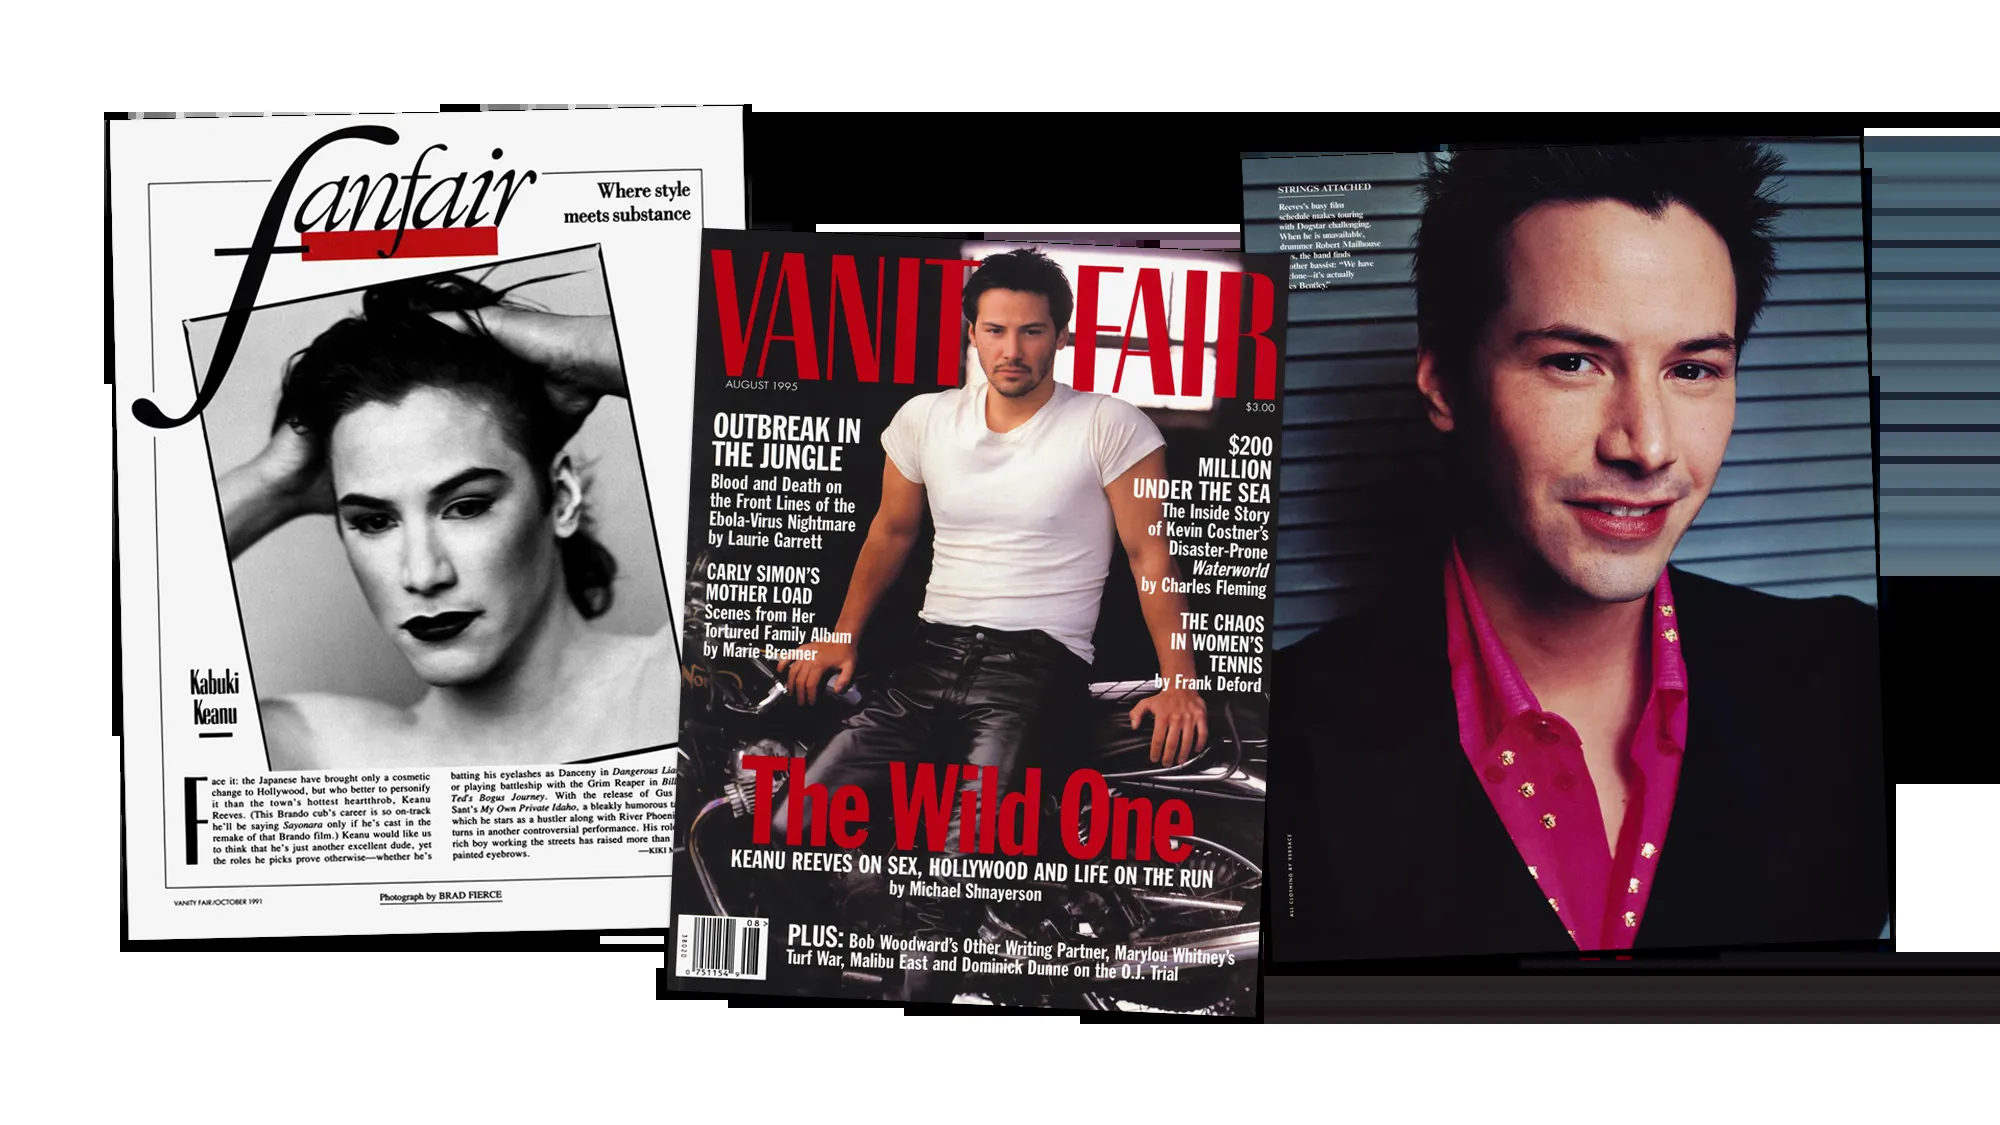 fanfair
Where style
meets substance
Kabuki
Keanu
Face it: the Japanese have brought only a cosmetic
change to Hollywood, but who better to personify
it than the town's hottest heartthrob, Keanu
Reeves. (This Brando cub's career is so on-track
he'll be saying Sayonara only if he's cast in the
remake of that Brando film.) Keanu would like us
to think that he's just another excellent dude, yet
the roles he picks prove otherwise—whether he's
batting his eyelashes as Danceny in Dangerous
or playing battleship with the Grim Reaper in
Ted's Bogus Journey. With the release of Gus
Sant's My Own Private Idaho, a bleakly humorous
which he stars as a hustler along with River
turns in another controversial performance. His
rich boy working the streets has raised more than
painted eyebrows.
—KIKI
VANITY FAIR/OCTOBER 1991
Photograph by BRAD FIERCE
VANITY FAIR
AUGUST 1995
$3.00
OUTBREAK IN
THE JUNGLE
Blood and Death on
the Front Lines of the
Ebola-Virus Nightmare
by Laurie Garrett
CARLY SIMON'S
MOTHER LOAD
Scenes from Her
Tortured Family Album
by Marie Brenner
$200
MILLION
UNDER THE SEA
The Inside Story
of Kevin Costner's
Disaster-Prone
Waterworld
by Charles Fleming
THE CHAOS
IN WOMEN'S
TENNIS
by Frank Deford
The Wild One
KEANU REEVES ON SEX, HOLLYWOOD AND LIFE ON THE RUN
by Michael Shnayerson
PLUS: Bob Woodward's Other Writing Partner, Marylou Whitney's
Turf War, Malibu East and Dominick Dunne on the O.J. Trial
08>
38020
0 751154 9
STRINGS ATTACHED
Reeves's busy film
schedule makes touring
with Dogstar challenging.
When he is unavailable,
drummer Robert Mailhouse
the band finds
other bassist: "We have
clone—it's actually
Bentley."
ALL CLOTHING BY VERSACE